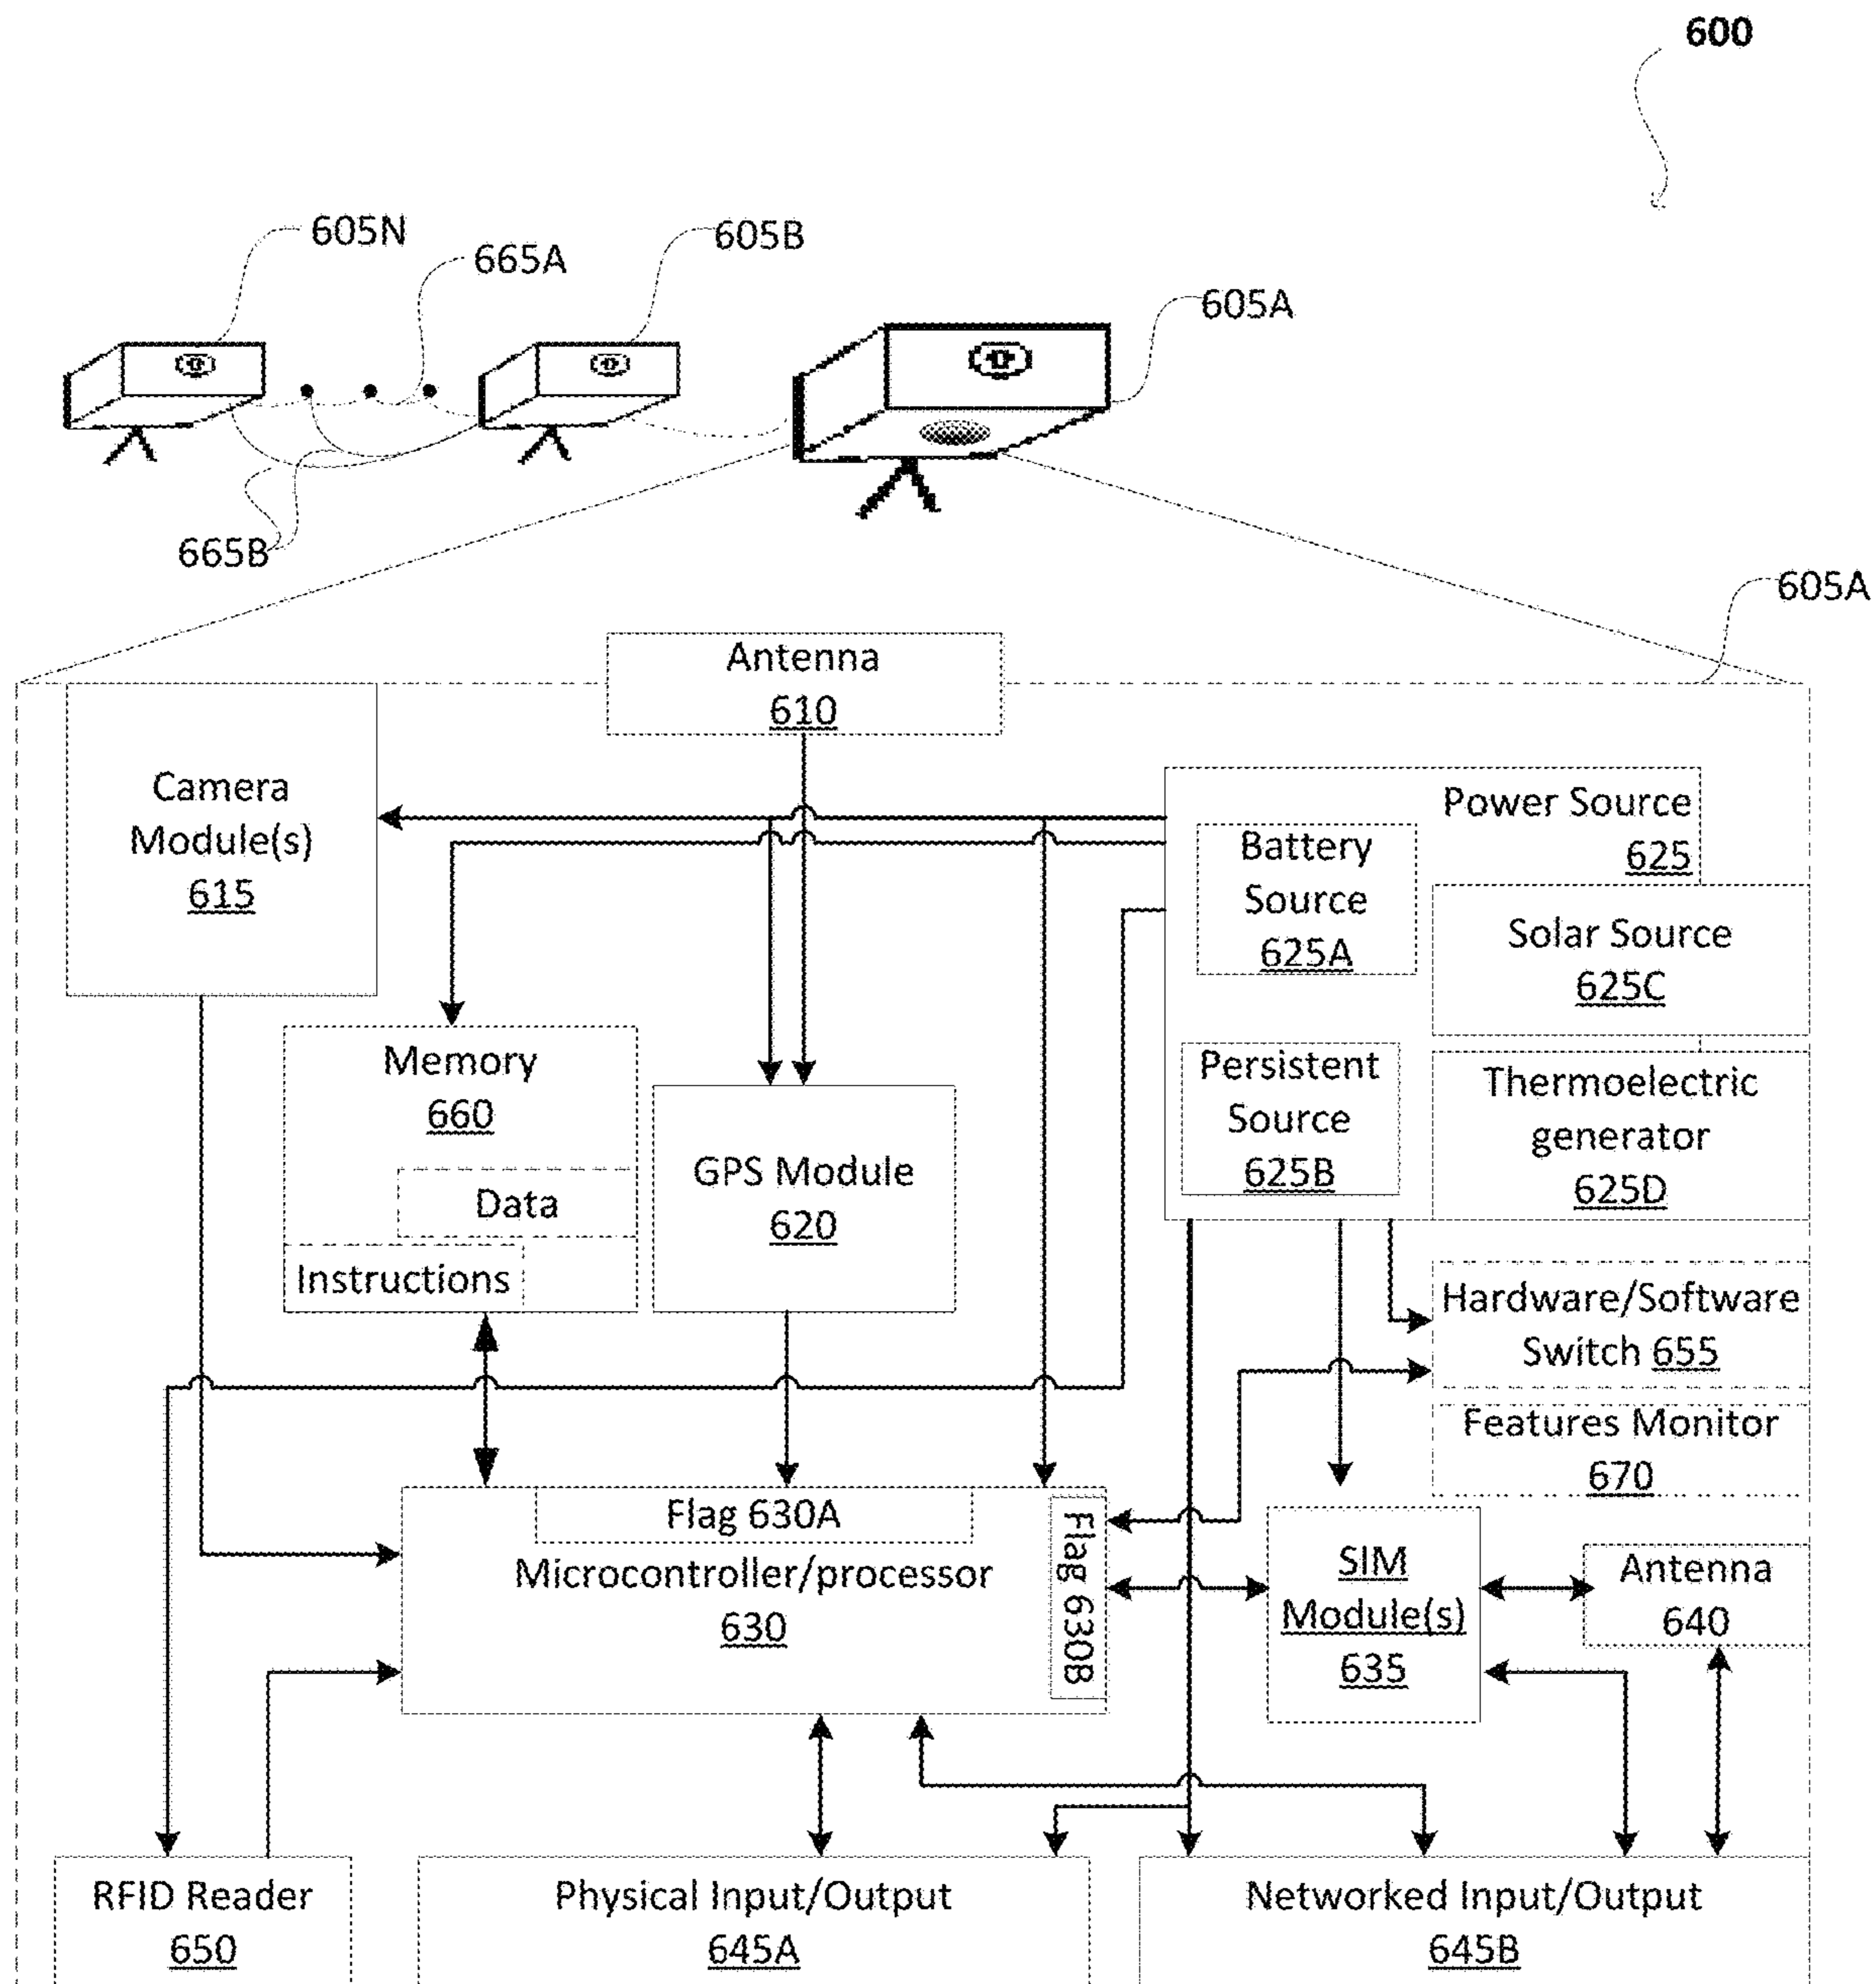 600
605N
665A
605B
605A
665B
605A
Antenna
610
Camera
Module(s)
615
Power Source
625
Battery
Source
625A
Solar Source
625C
Persistent
Source
625B
Thermoelectric
generator
625D
Memory
660
Data
Instructions
GPS Module
620
Hardware/Software
Switch 655
Features Monitor
670
Flag 630A
Microcontroller/processor
630
Flag 630B
SIM
Module(s)
635
Antenna
640
RFID Reader
650
Physical Input/Output
645A
Networked Input/Output
645B